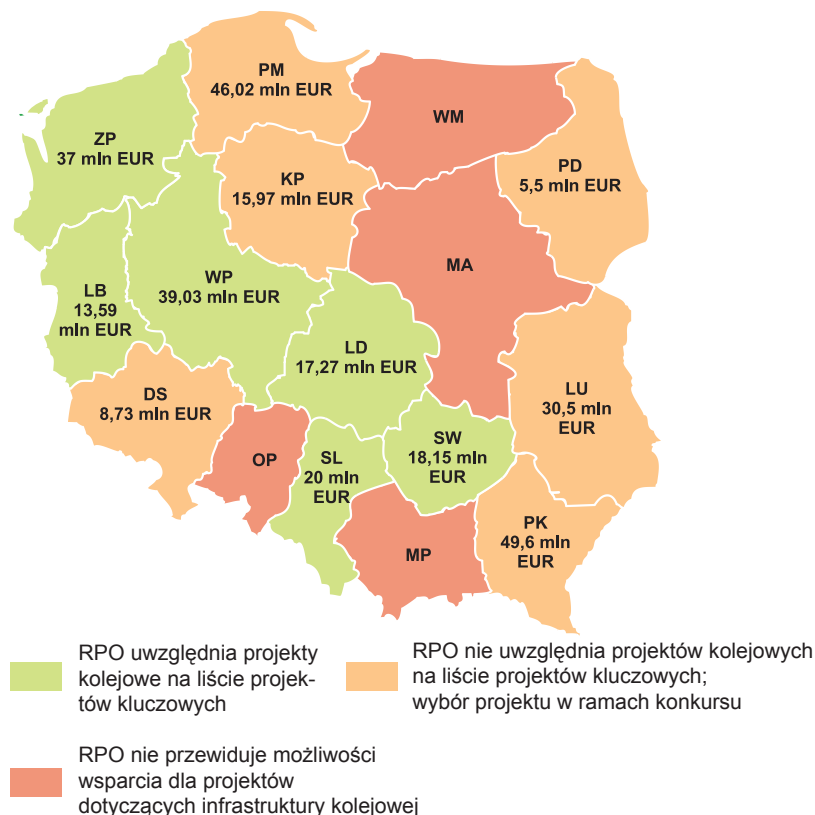 PM
46,02 mln EUR
WM
ZP
37 mln EUR
PD
5,5 mln EUR
KP
15,97 mln EUR
MA
WP
39,03 mln EUR
LB
13,59
mln EUR
LD
17,27 mln EUR
DS
8,73 mln EUR
LU
30,5 mln
EUR
OP
SL
20 mln
EUR
SW
18,15 mln
EUR
MP
PK
49,6 mln
EUR
RPO uwzględnia projekty
kolejowe na liście projek-
tów kluczowych
RPO nie uwzględnia projektów kolejowych
na liście projektów kluczowych;
wybór projektu w ramach konkursu
RPO nie przewiduje możliwości
wsparcia dla projektów
dotyczących infrastruktury kolejowej